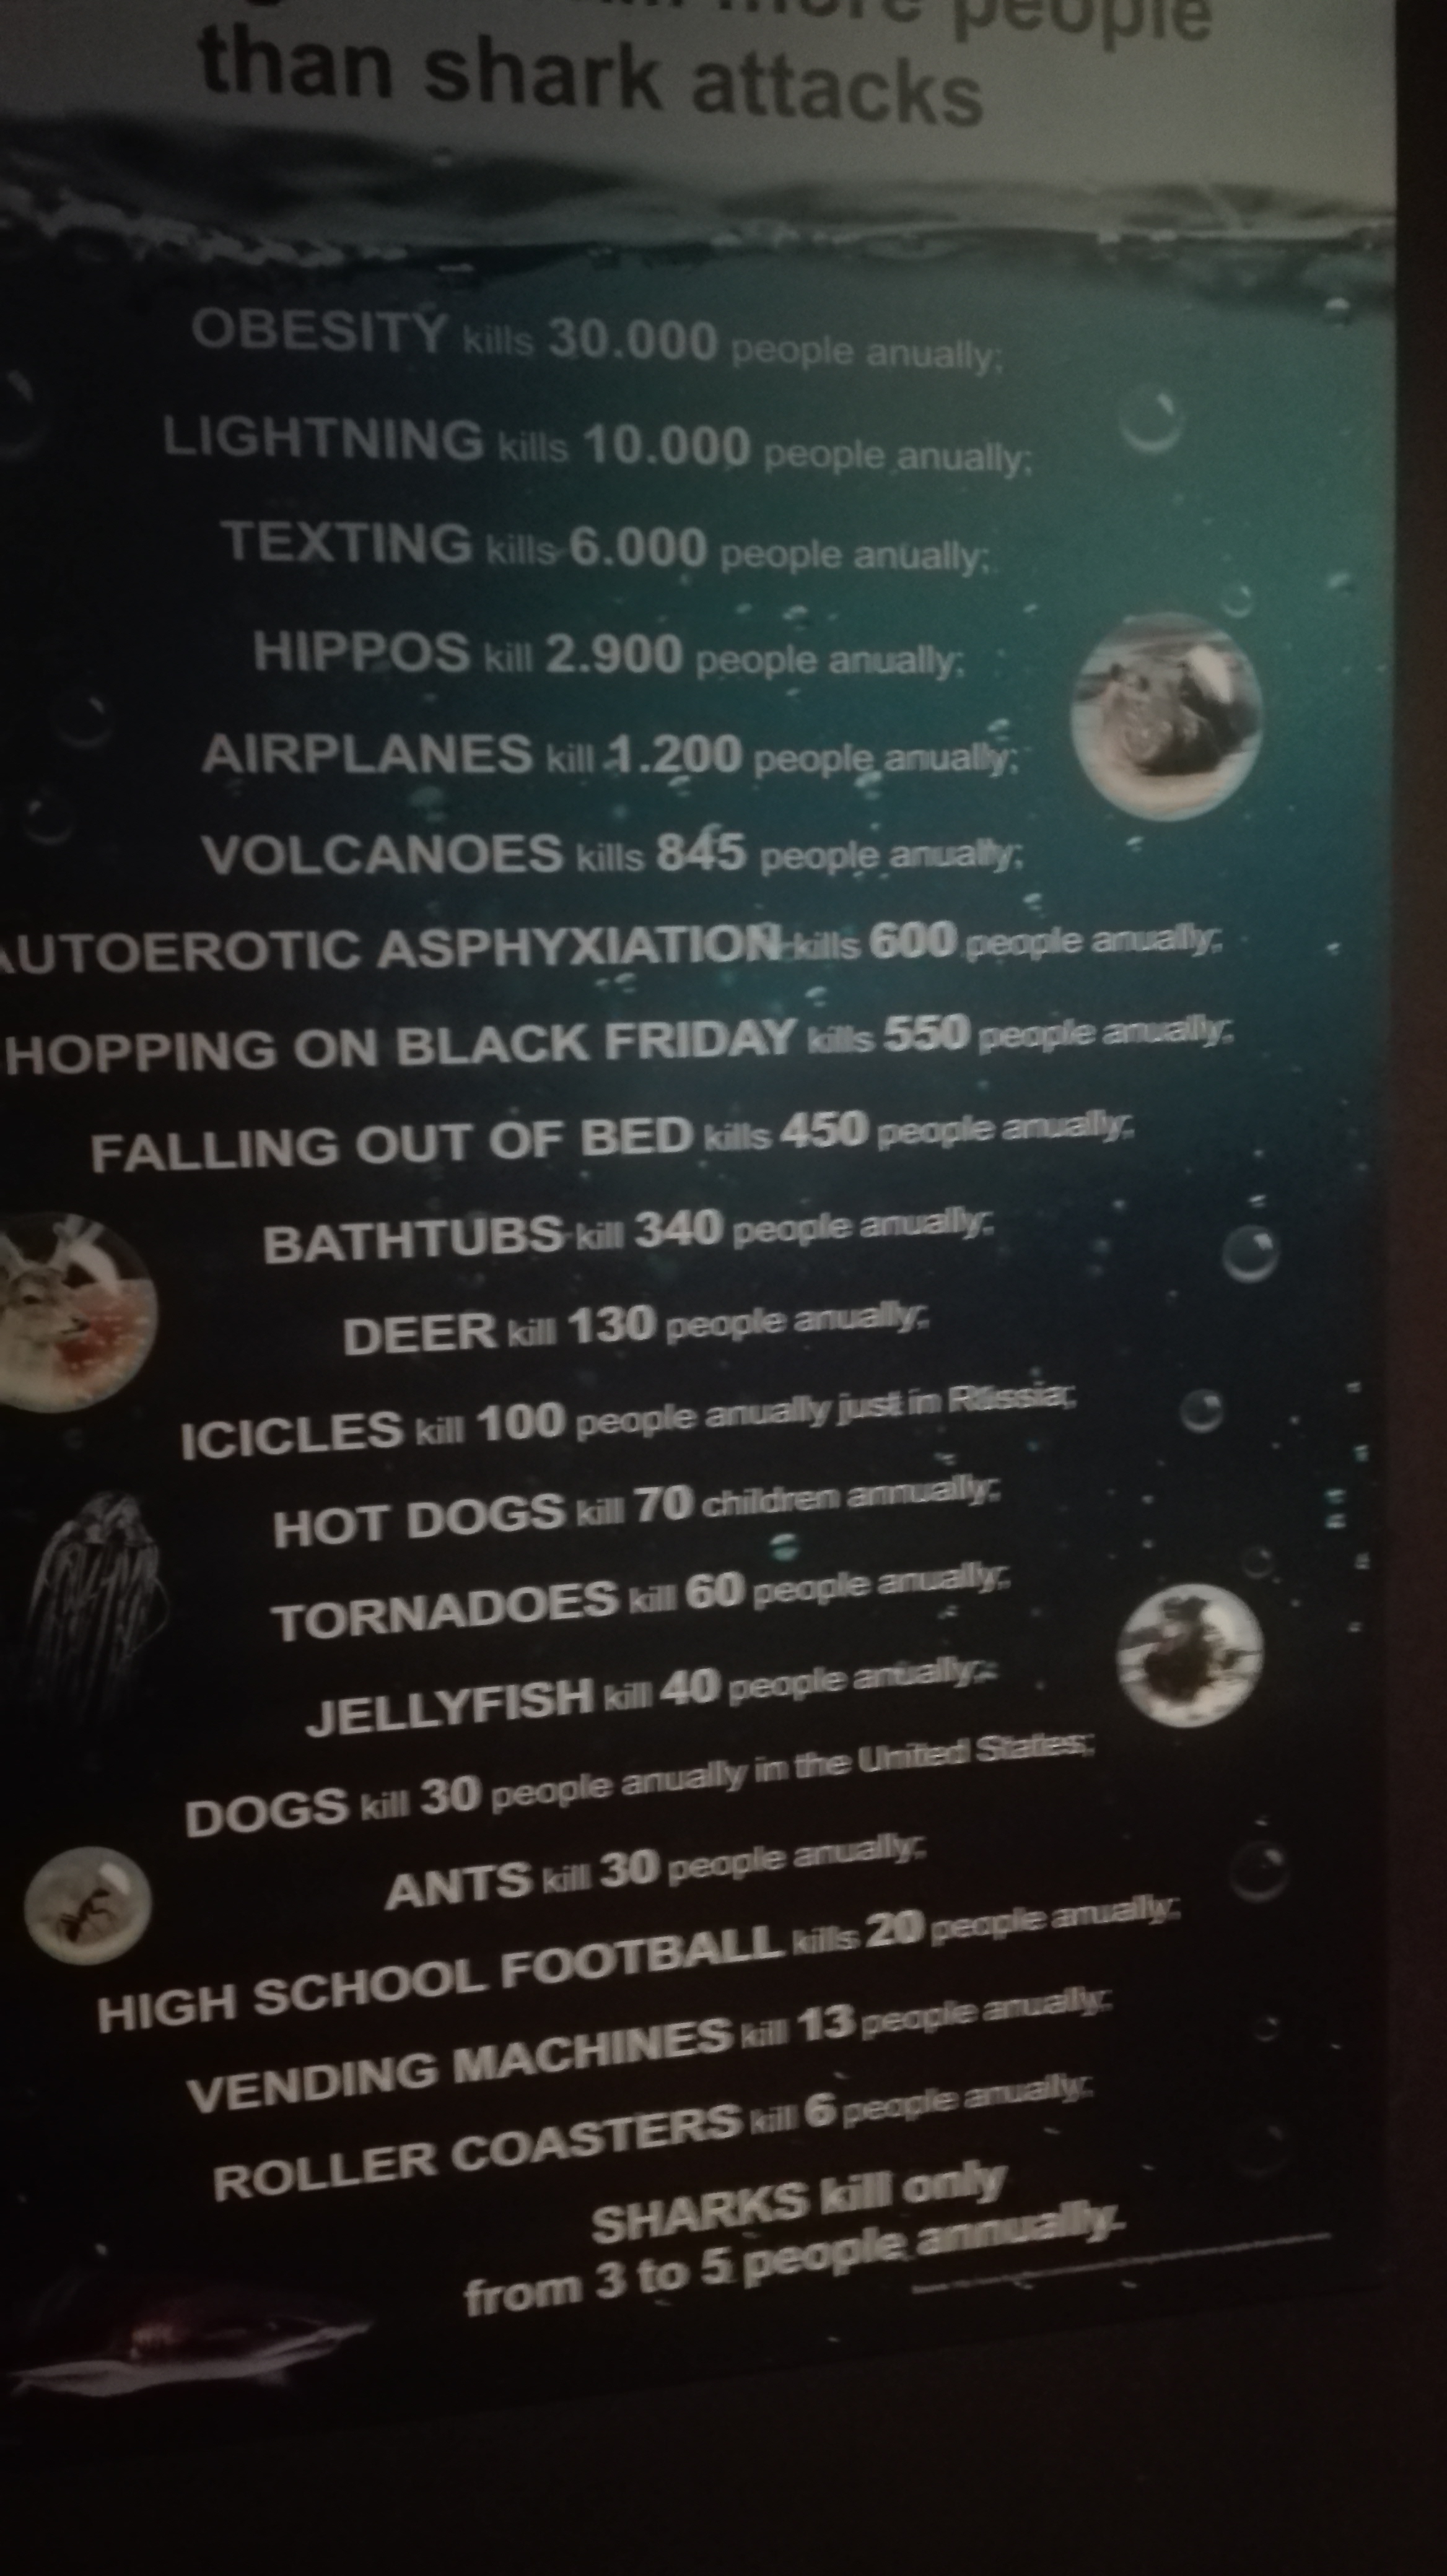 more people
than shark attacks
OBESITY kills 30.000 people anually;
LIGHTNING kills 10.000 people anually;
TEXTING kills 6.000 people anually;
HIPPOS kill 2.900 people anually;
AIRPLANES kill 1.200 people anually;
VOLCANOES kills 845 people anually;
AUTOEROTIC ASPHYXIATION kills 600 people anually;
HOPPING ON BLACK FRIDAY kills 550 people anually;
FALLING OUT OF BED kills 450 people anually;
BATHTUBS kill 340 people anually;
DEER kill 130 people anually;
ICICLES kill 100 people anually just in Russia;
HOT DOGS kill 70 children annually;
TORNADOES kill 60 people anually;
JELLYFISH kill 40 people anually;
DOGS kill 30 people anually in the United States;
ANTS kill 30 people anually;
HIGH SCHOOL FOOTBALL kills 20 people anually;
VENDING MACHINES kill 13 people anually;
ROLLER COASTERS kill 6 people anually;
SHARKS kill only
from 3 to 5 people annually.